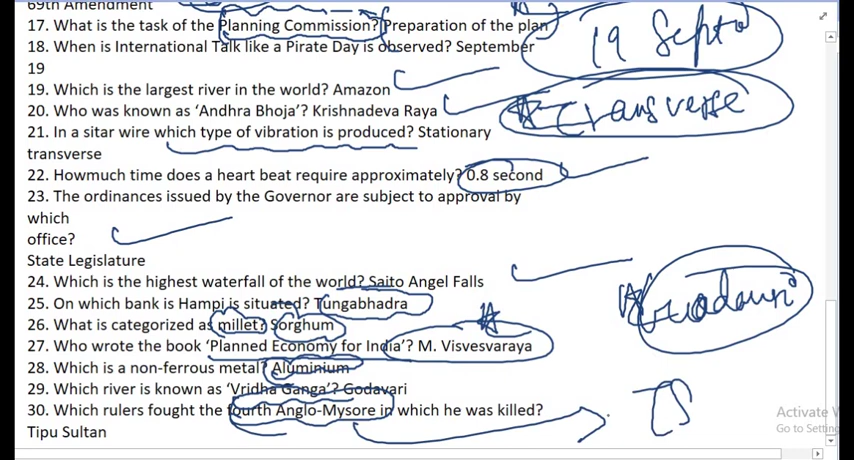 69th Amendment
17. What is the task of the Planning Commission? Preparation of the plan
18. When is International Talk like a Pirate Day is observed? September
19
19 Sept
19. Which is the largest river in the world? Amazon
20. Who was known as ‘Andhra Bhoja’? Krishnadeva Raya
Transverse
21. In a sitar wire which type of vibration is produced? Stationary
transverse
22. Howmuch time does a heart beat require approximately? 0.8 second
23. The ordinances issued by the Governor are subject to approval by
which
office?
State Legislature
24. Which is the highest waterfall of the world? Saito Angel Falls
25. On which bank is Hampi is situated? Tungabhadra
26. What is categorized as millet? Sorghum
27. Who wrote the book ‘Planned Economy for India’? M. Visvesvaraya
28. Which is a non-ferrous metal? Aluminium
29. Which river is known as ‘Vridha Ganga’? Godavari
30. Which rulers fought the fourth Anglo-Mysore in which he was killed?
TS
Tipu Sultan
Activate
Go to Settin